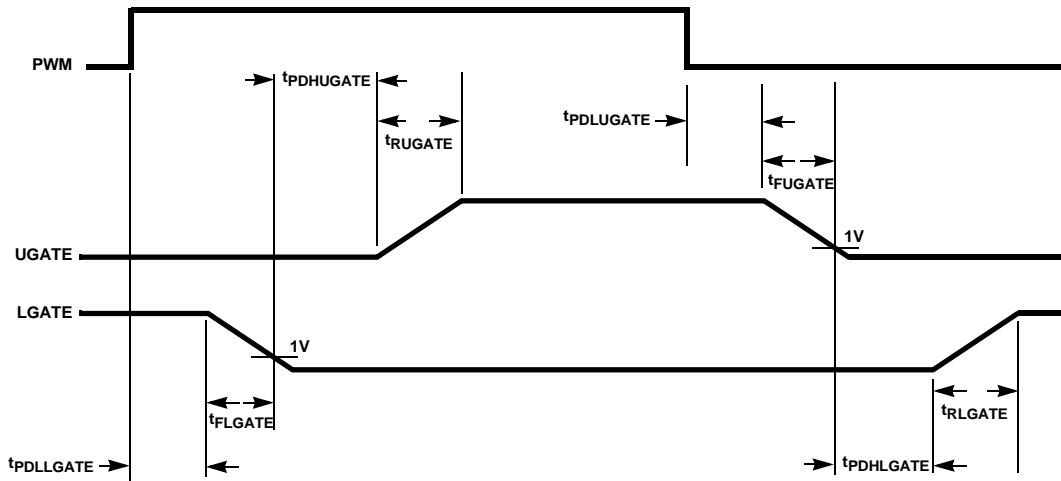 PWM
tPDHUGATE
tRUGATE
tPDLUGATE
tFUGATE
1V
UGATE
LGATE
1V
tFLGATE
tRLGATE
tPDLLGATE
tPDHLGATE